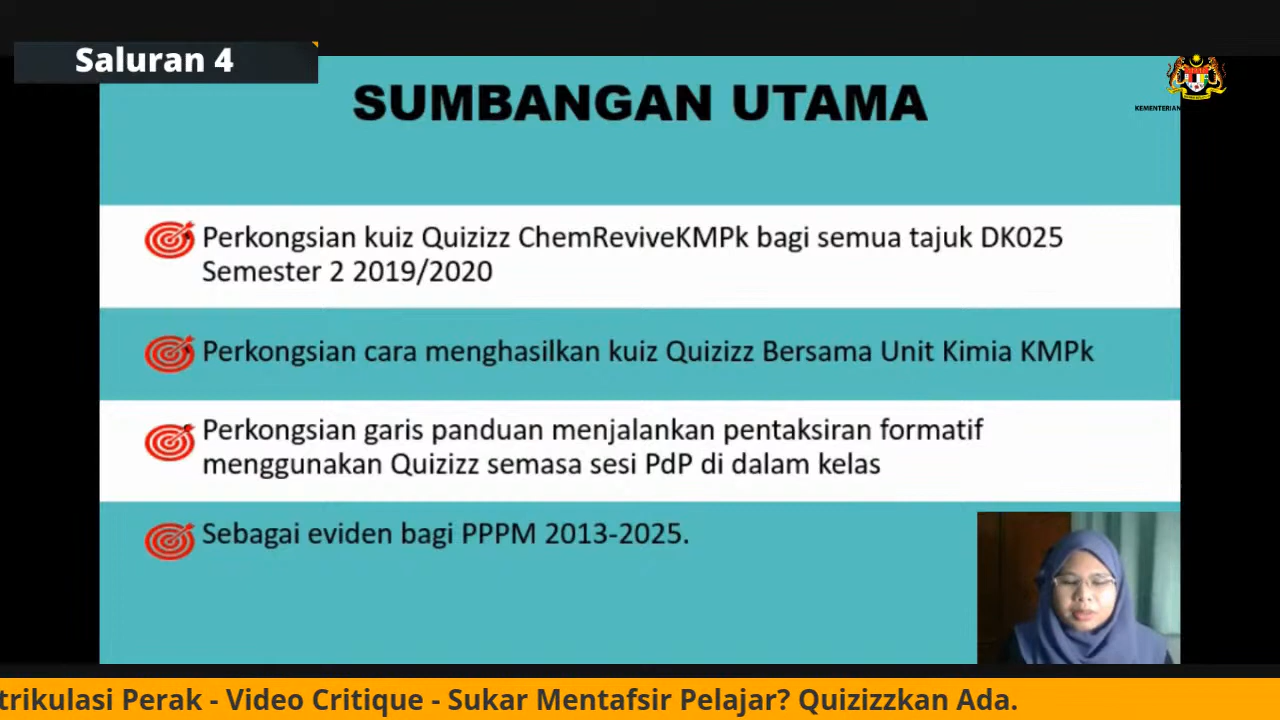 Saluran 4
KEMENTERIAN
SUMBANGAN UTAMA
Perkongsian kuiz Quizizz ChemReviveKMPk bagi semua tajuk DK025
Semester 2 2019/2020
Perkongsian cara menghasilkan kuiz Quizizz Bersama Unit Kimia KMPk
Perkongsian garis panduan menjalankan pentaksiran formatif
menggunakan Quizizz semasa sesi PdP di dalam kelas
Sebagai eviden bagi PPPM 2013-2025.
trikulasi Perak - Video Critique - Sukar Mentafsir Pelajar? Quizizzkan Ada.